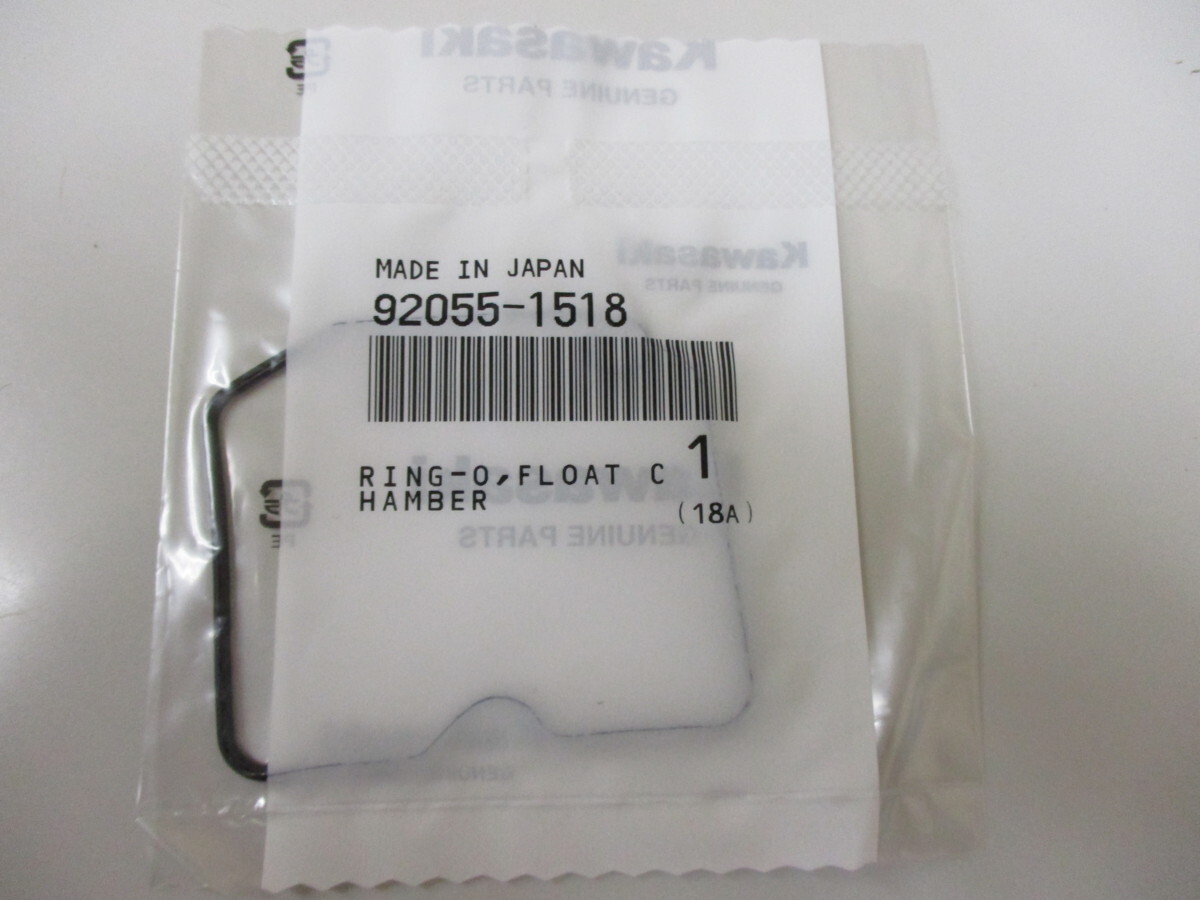 Kawasaki
GENUINE PARTS
Kawasaki
GENUINE PARTS
MADE IN JAPAN
92055-1518
RING-O,FLOAT C 1
HAMBER (18A)
GENUINE PARTS